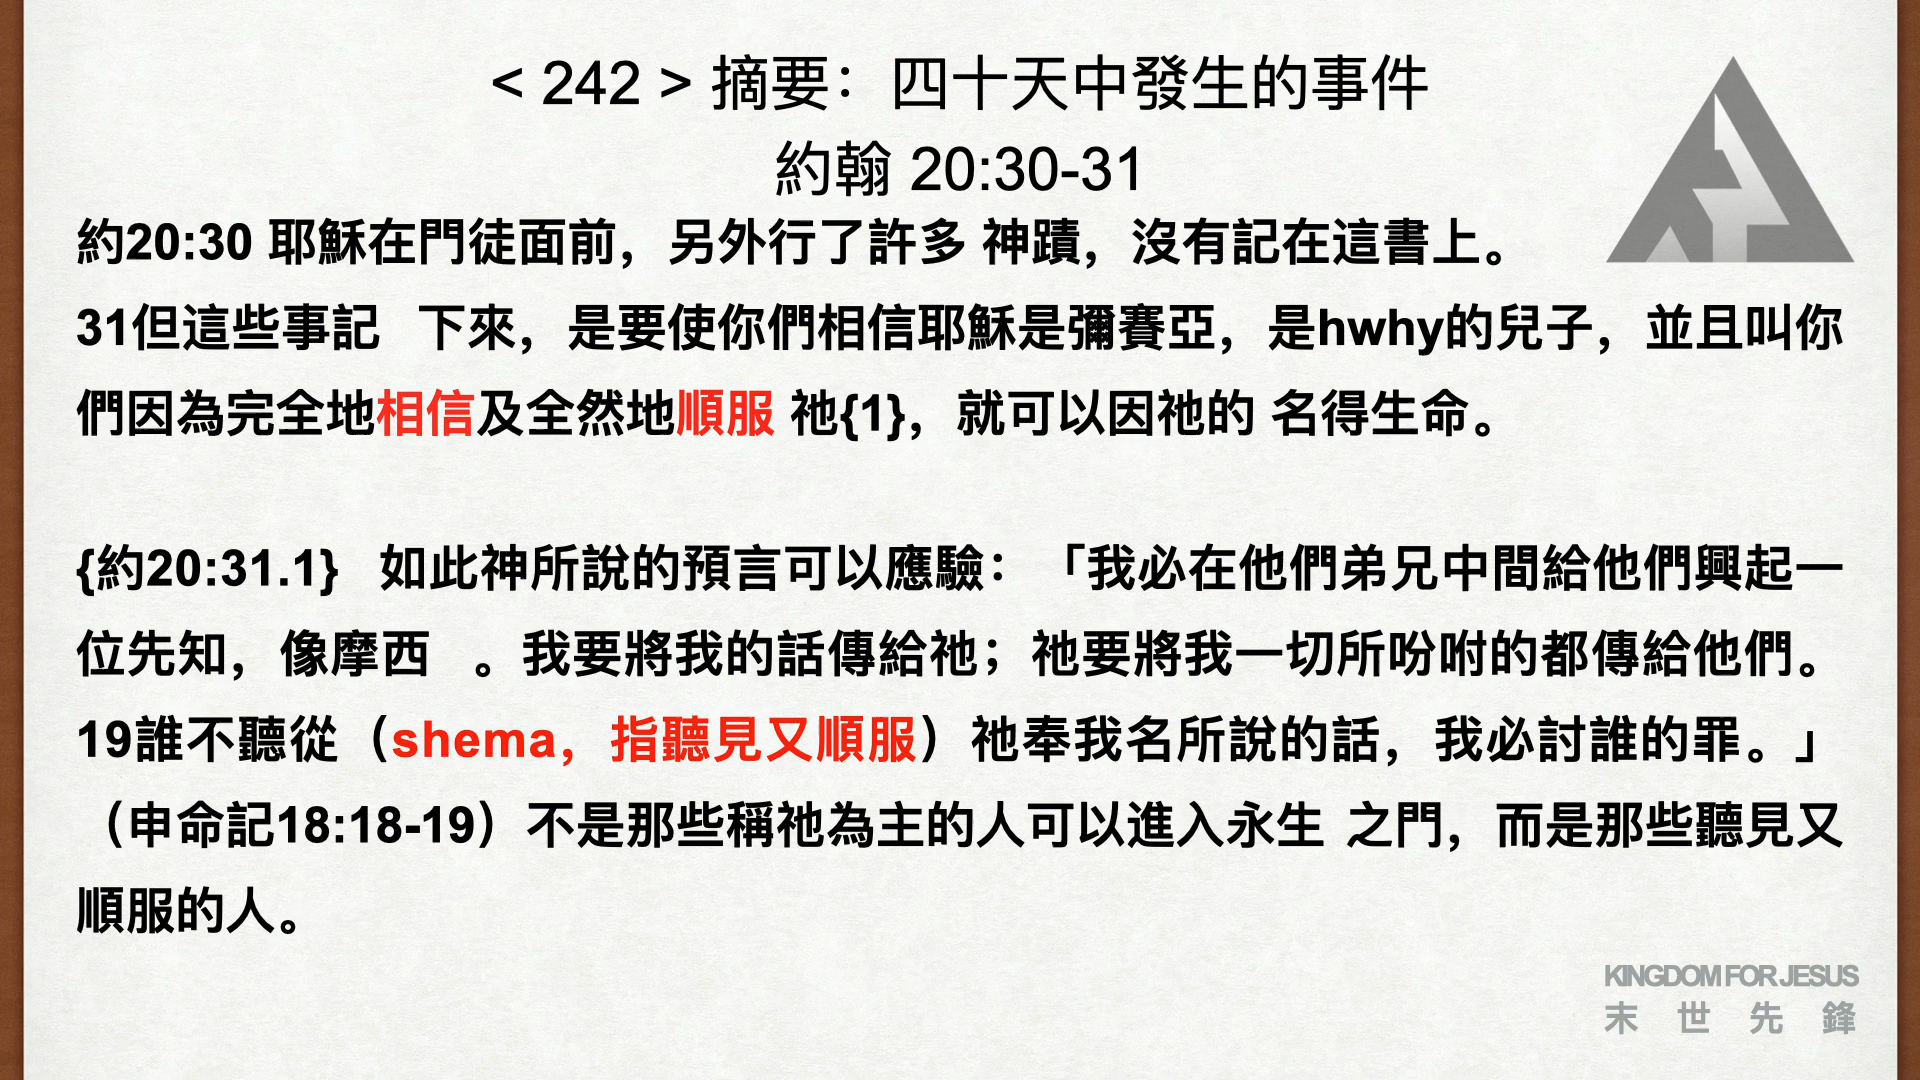 < 242 > 摘要：四十天中發生的事件
約翰 20:30-31
約20:30 耶穌在門徒面前，另外行了許多 神蹟，沒有記在這書上。
31但這些事記 下來，是要使你們相信耶穌是彌賽亞，是hwhy的兒子，並且叫你
們因為完全地相信及全然地順服 祂{1}，就可以因祂的 名得生命。
{約20:31.1} 如此神所說的預言可以應驗：「我必在他們弟兄中間給他們興起一
位先知，像摩西 。我要將我的話傳給祂；祂要將我一切所吩咐的都傳給他們。
19誰不聽從（shema，指聽見又順服）祂奉我名所說的話，我必討誰的罪。」
（申命記18:18-19）不是那些稱祂為主的人可以進入永生 之門，而是那些聽見又
順服的人。
KINGDOM FOR JESUS
末世先鋒